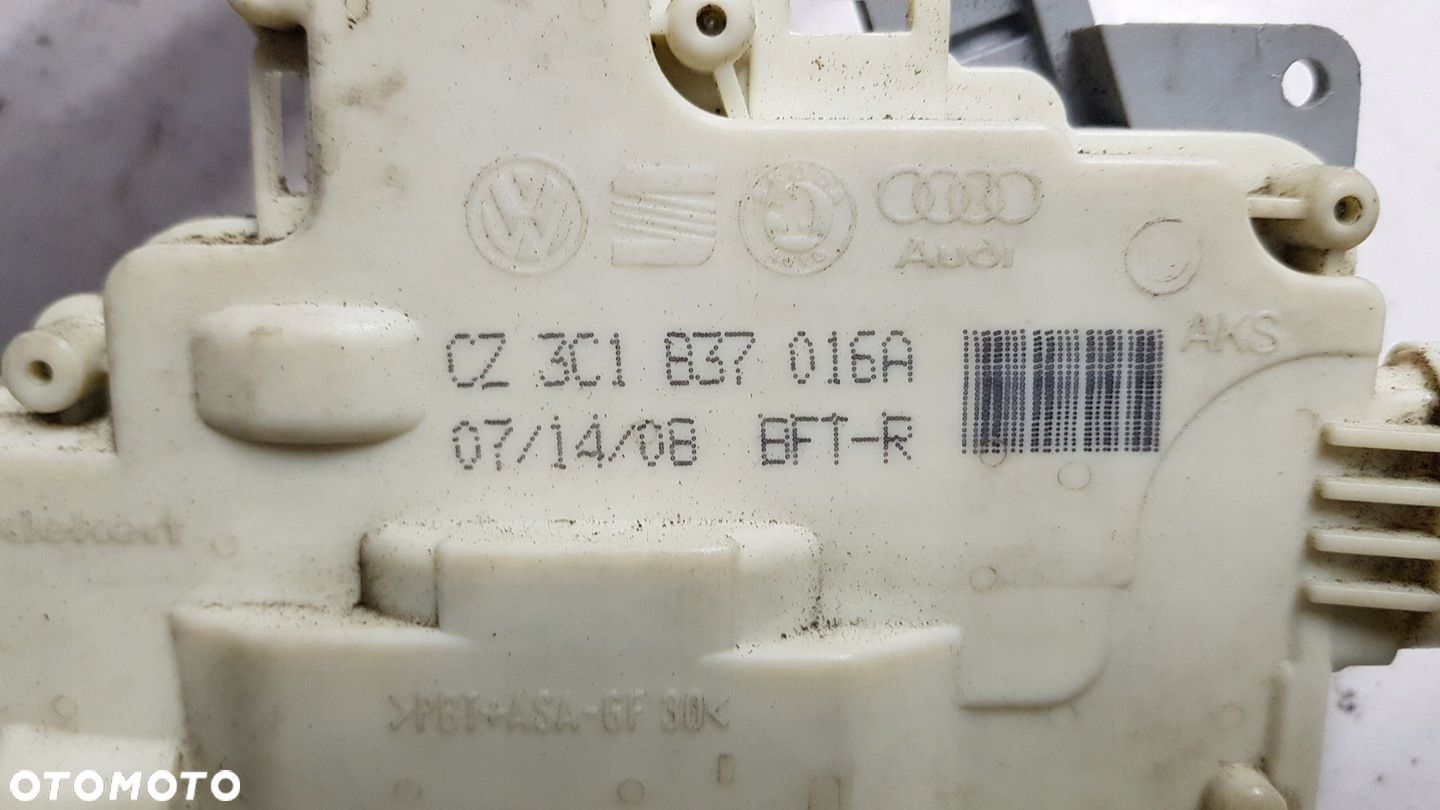 Audi
CZ 3C1 837 016A
AKS
07/14/08 BFT-R
>PBT+ASA-GF 30<
OTOMOTO